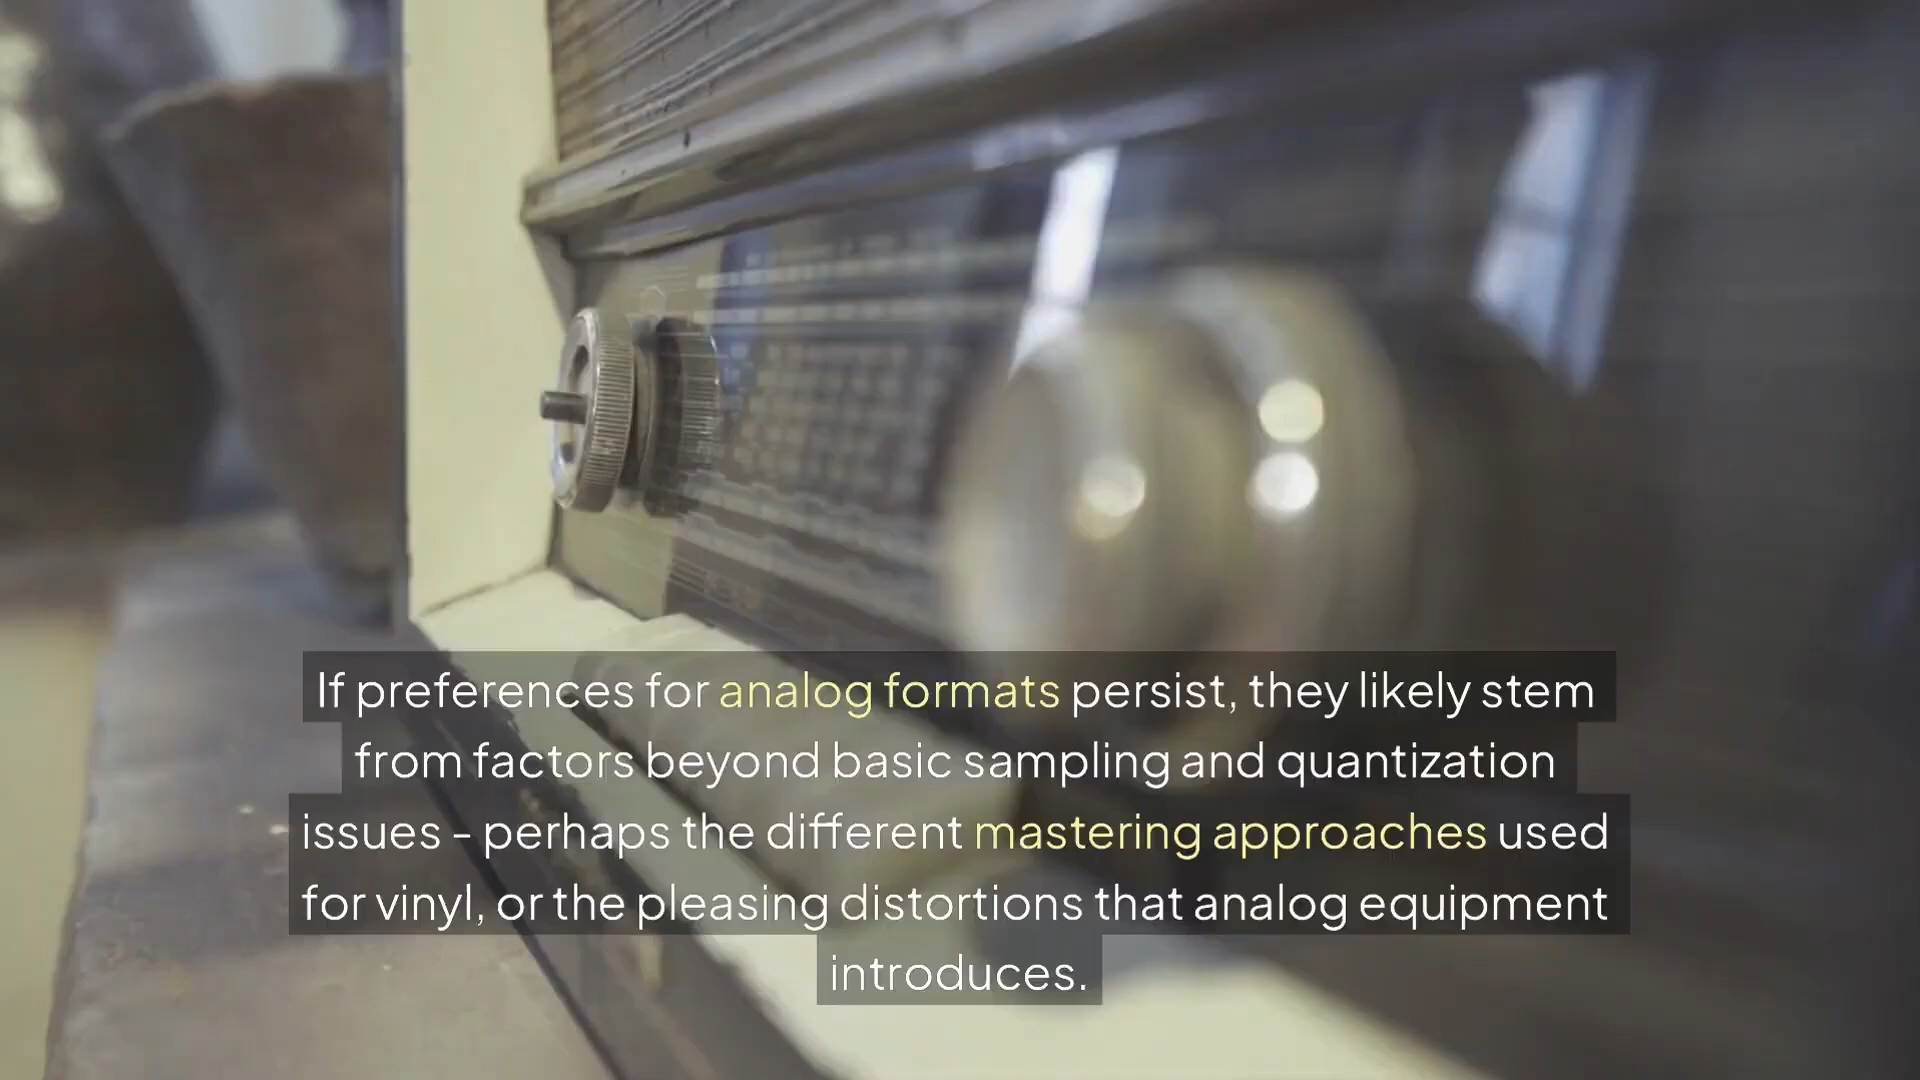 If preferences for analog formats persist, they likely stem
from factors beyond basic sampling and quantization
issues - perhaps the different mastering approaches used
for vinyl, or the pleasing distortions that analog equipment
introduces.